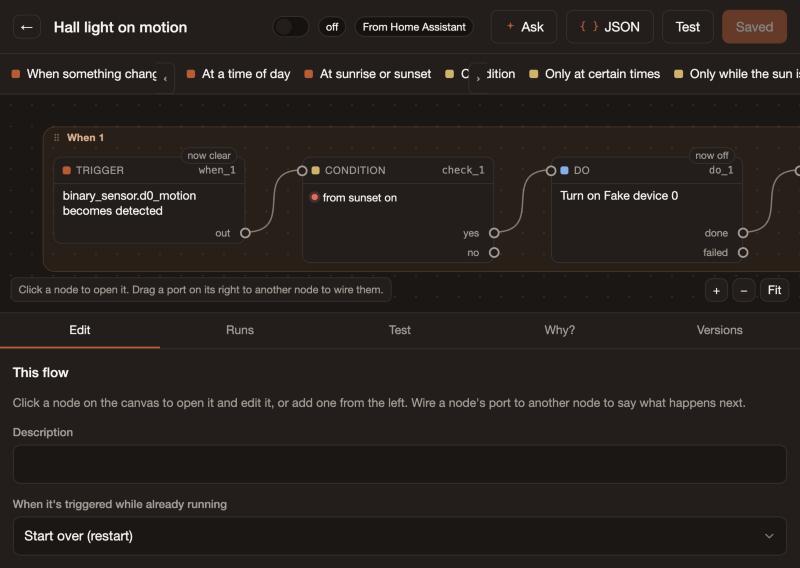 ← Hall light on motion off From Home Assistant + Ask { } JSON Test Saved
When something chang ‹ At a time of day At sunrise or sunset C › dition Only at certain times Only while the sun i
When 1
now clear
TRIGGER when_1
binary_sensor.d0_motion
becomes detected
out
CONDITION check_1
from sunset on
yes
no
now off
DO do_1
Turn on Fake device 0
done
failed
Click a node to open it. Drag a port on its right to another node to wire them.
+ − Fit
Edit Runs Test Why? Versions
This flow
Click a node on the canvas to open it and edit it, or add one from the left. Wire a node's port to another node to say what happens next.
Description
When it's triggered while already running
Start over (restart)